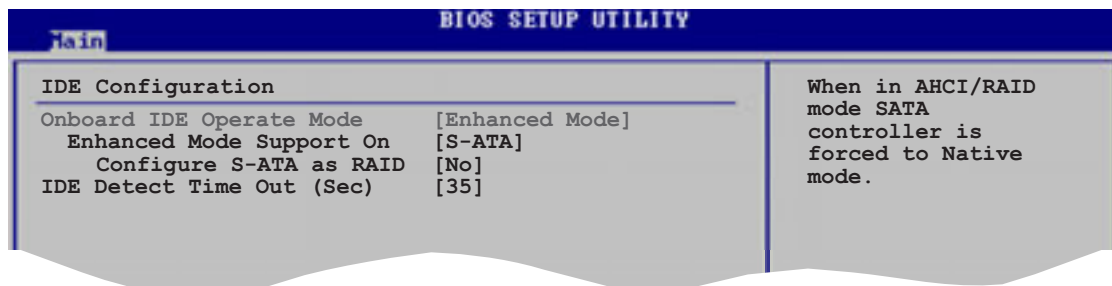 BIOS SETUP UTILITY
Main
IDE Configuration
Onboard IDE Operate Mode [Enhanced Mode]
Enhanced Mode Support On [S-ATA]
Configure S-ATA as RAID [No]
IDE Detect Time Out (Sec) [35]
When in AHCI/RAID
mode SATA
controller is
forced to Native
mode.